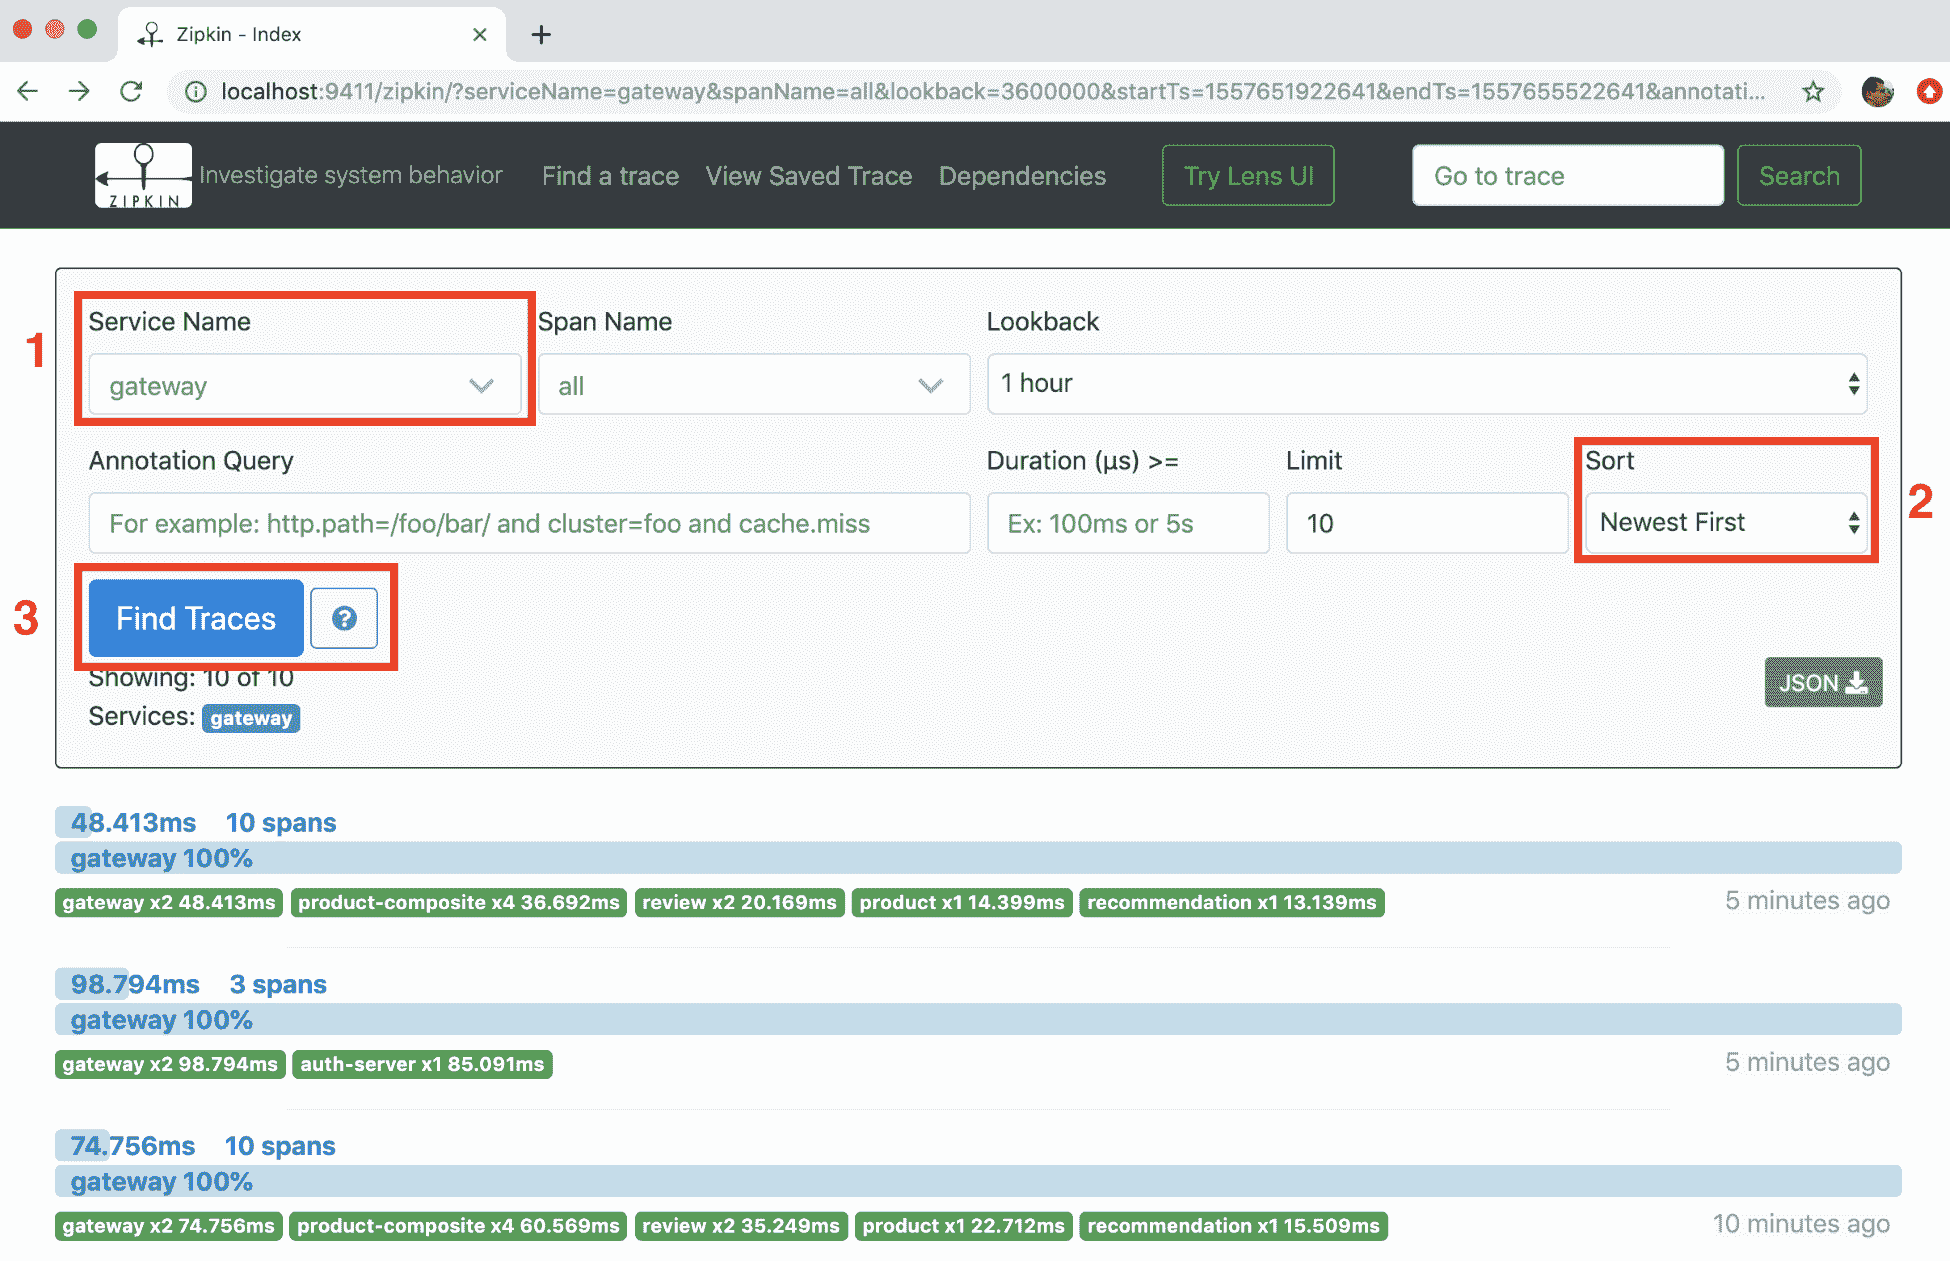 Zipkin - Index
localhost:9411/zipkin/?serviceName=gateway&spanName=all&lookback=3600000&startTs=1557651922641&endTs=1557655522641&annotati...
ZIPKIN Investigate system behavior Find a trace View Saved Trace Dependencies Try Lens UI Go to trace Search
1 Service Name Span Name Lookback
gateway all 1 hour
Annotation Query Duration (µs) >= Limit Sort
For example: http.path=/foo/bar/ and cluster=foo and cache.miss Ex: 100ms or 5s 10 Newest First 2
3 Find Traces ?
Showing: 10 of 10 JSON
Services: gateway
48.413ms 10 spans
gateway 100%
gateway x2 48.413ms product-composite x4 36.692ms review x2 20.169ms product x1 14.399ms recommendation x1 13.139ms 5 minutes ago
98.794ms 3 spans
gateway 100%
gateway x2 98.794ms auth-server x1 85.091ms 5 minutes ago
74.756ms 10 spans
gateway 100%
gateway x2 74.756ms product-composite x4 60.569ms review x2 35.249ms product x1 22.712ms recommendation x1 15.509ms 10 minutes ago